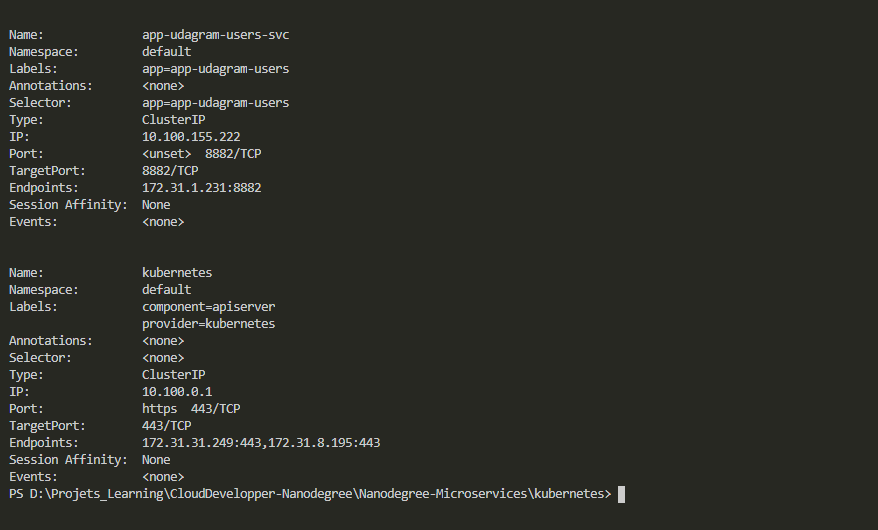 Name:              app-udagram-users-svc
Namespace:         default
Labels:            app=app-udagram-users
Annotations:       <none>
Selector:          app=app-udagram-users
Type:              ClusterIP
IP:                10.100.155.222
Port:              <unset>  8882/TCP
TargetPort:        8882/TCP
Endpoints:         172.31.1.231:8882
Session Affinity:  None
Events:            <none>
Name:              kubernetes
Namespace:         default
Labels:            component=apiserver
                   provider=kubernetes
Annotations:       <none>
Selector:          <none>
Type:              ClusterIP
IP:                10.100.0.1
Port:              https  443/TCP
TargetPort:        443/TCP
Endpoints:         172.31.31.249:443,172.31.8.195:443
Session Affinity:  None
Events:            <none>
PS D:\Projets_Learning\CloudDevelopper-Nanodegree\Nanodegree-Microservices\kubernetes>